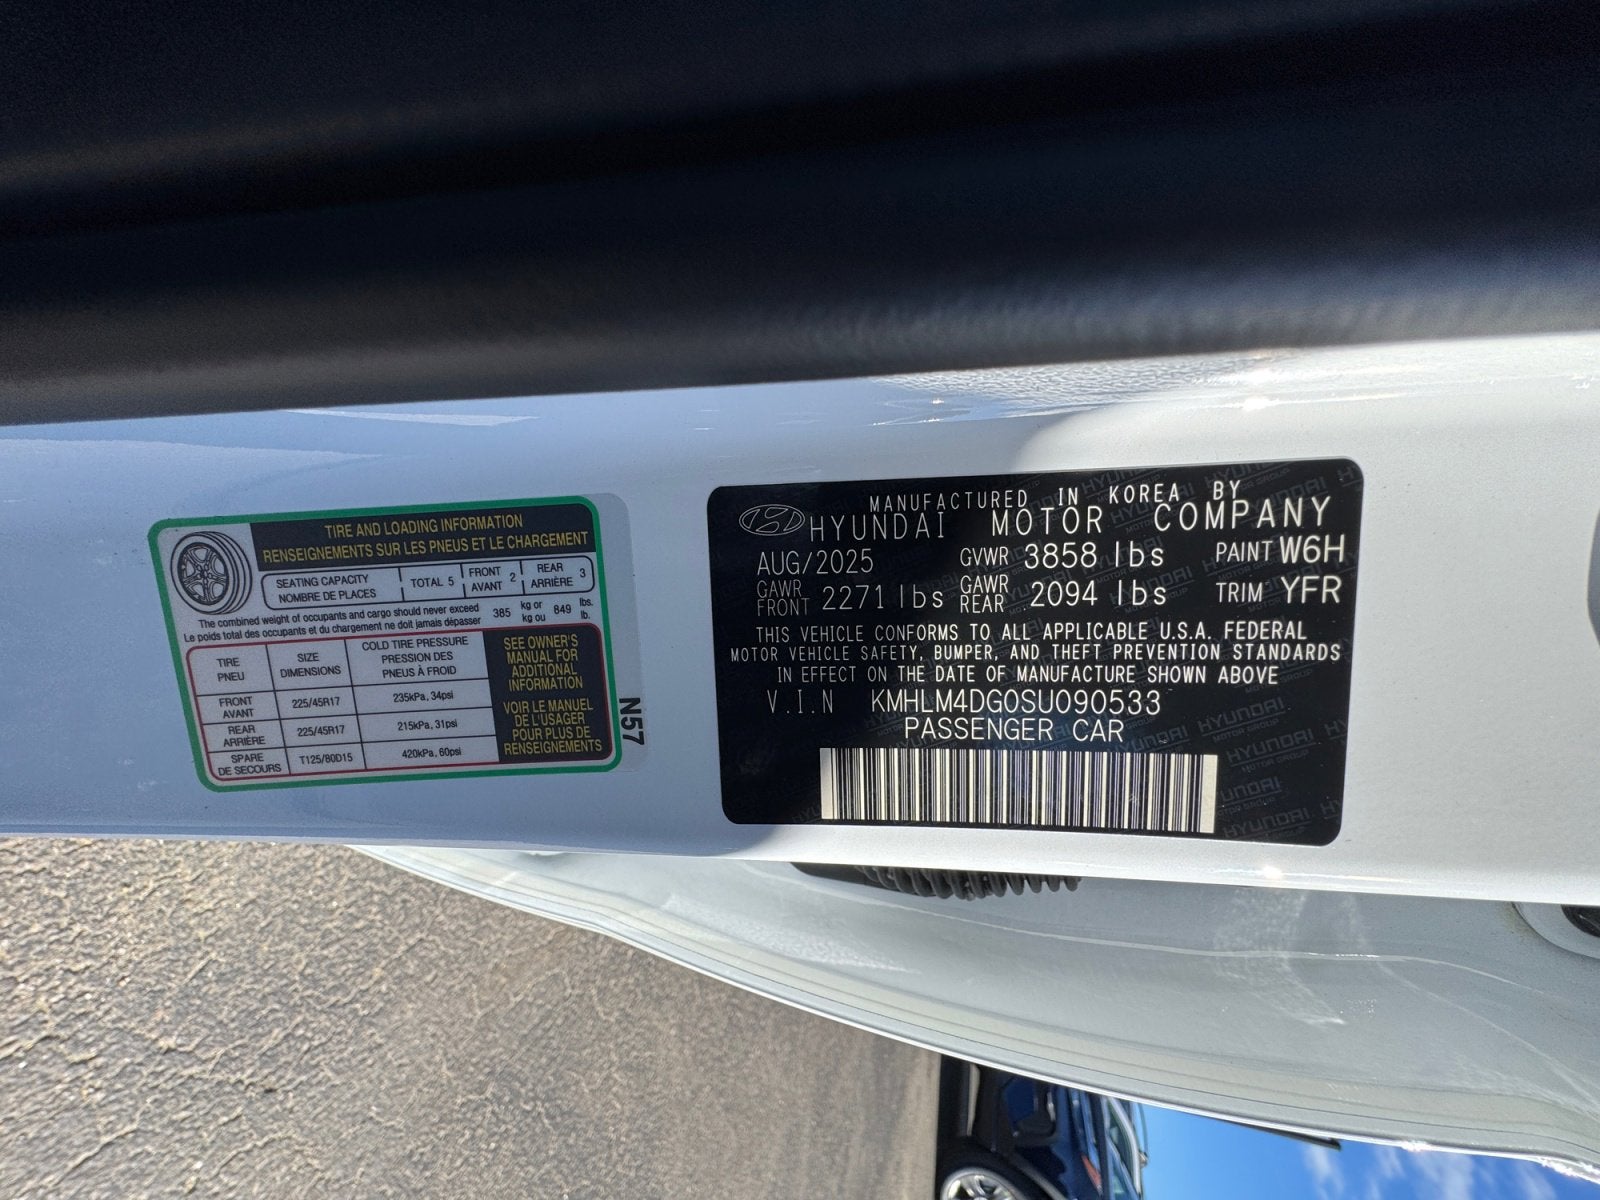 TIRE AND LOADING INFORMATION
RENSEIGNEMENTS SUR LES PNEUS ET LE CHARGEMENT
SEATING CAPACITY
NOMBRE DE PLACES
TOTAL 5
FRONT
AVANT 2
REAR
ARRIÈRE 3
The combined weight of occupants and cargo should never exceed 385 kg or 849 lbs.
Le poids total des occupants et du chargement ne doit jamais dépasser kg ou lb.
TIRE
PNEU
SIZE
DIMENSIONS
COLD TIRE PRESSURE
PRESSION DES
PNEUS À FROID
FRONT
AVANT
225/45R17
235kPa, 34psi
REAR
ARRIÈRE
225/45R17
215kPa, 31psi
SPARE
DE SECOURS
T125/80D15
420kPa, 60psi
SEE OWNER'S
MANUAL FOR
ADDITIONAL
INFORMATION
VOIR LE MANUEL
DE L'USAGER
POUR PLUS DE
RENSEIGNEMENTS
N57
MANUFACTURED IN KOREA BY
HYUNDAI MOTOR COMPANY
AUG/2025 GVWR 3858 lbs PAINT W6H
GAWR
FRONT 2271 lbs GAWR
REAR 2094 lbs TRIM YFR
THIS VEHICLE CONFORMS TO ALL APPLICABLE U.S.A. FEDERAL
MOTOR VEHICLE SAFETY, BUMPER, AND THEFT PREVENTION STANDARDS
IN EFFECT ON THE DATE OF MANUFACTURE SHOWN ABOVE
V.I.N KMHLM4DG0SU090533
PASSENGER CAR
HYUNDAI
MOTOR GROUP